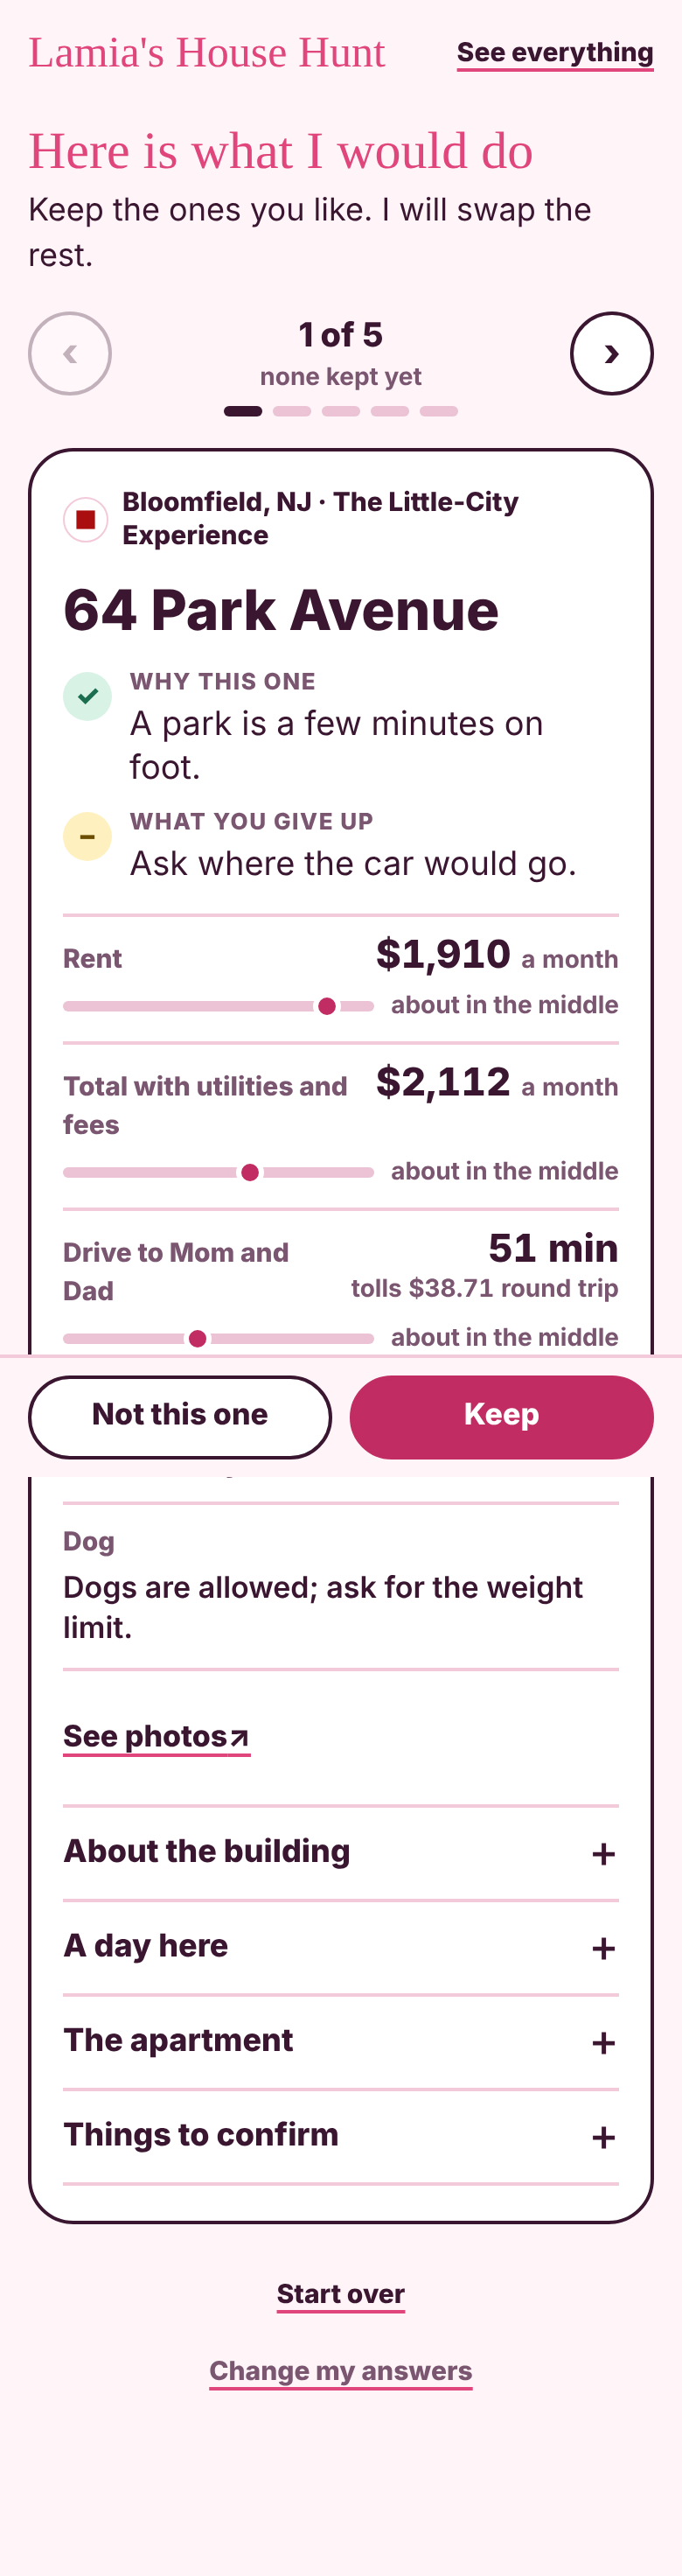 Lamia's House Hunt
See everything
Here is what I would do
Keep the ones you like. I will swap the
rest.
‹
1 of 5
›
none kept yet
Bloomfield, NJ · The Little-City
Experience
64 Park Avenue
WHY THIS ONE
A park is a few minutes on
foot.
WHAT YOU GIVE UP
Ask where the car would go.
Rent
$1,910 a month
about in the middle
Total with utilities and
fees
$2,112 a month
about in the middle
Drive to Mom and
Dad
51 min
tolls $38.71 round trip
about in the middle
Not this one
Keep
Dog
Dogs are allowed; ask for the weight
limit.
See photos↗
About the building +
A day here +
The apartment +
Things to confirm +
Start over
Change my answers